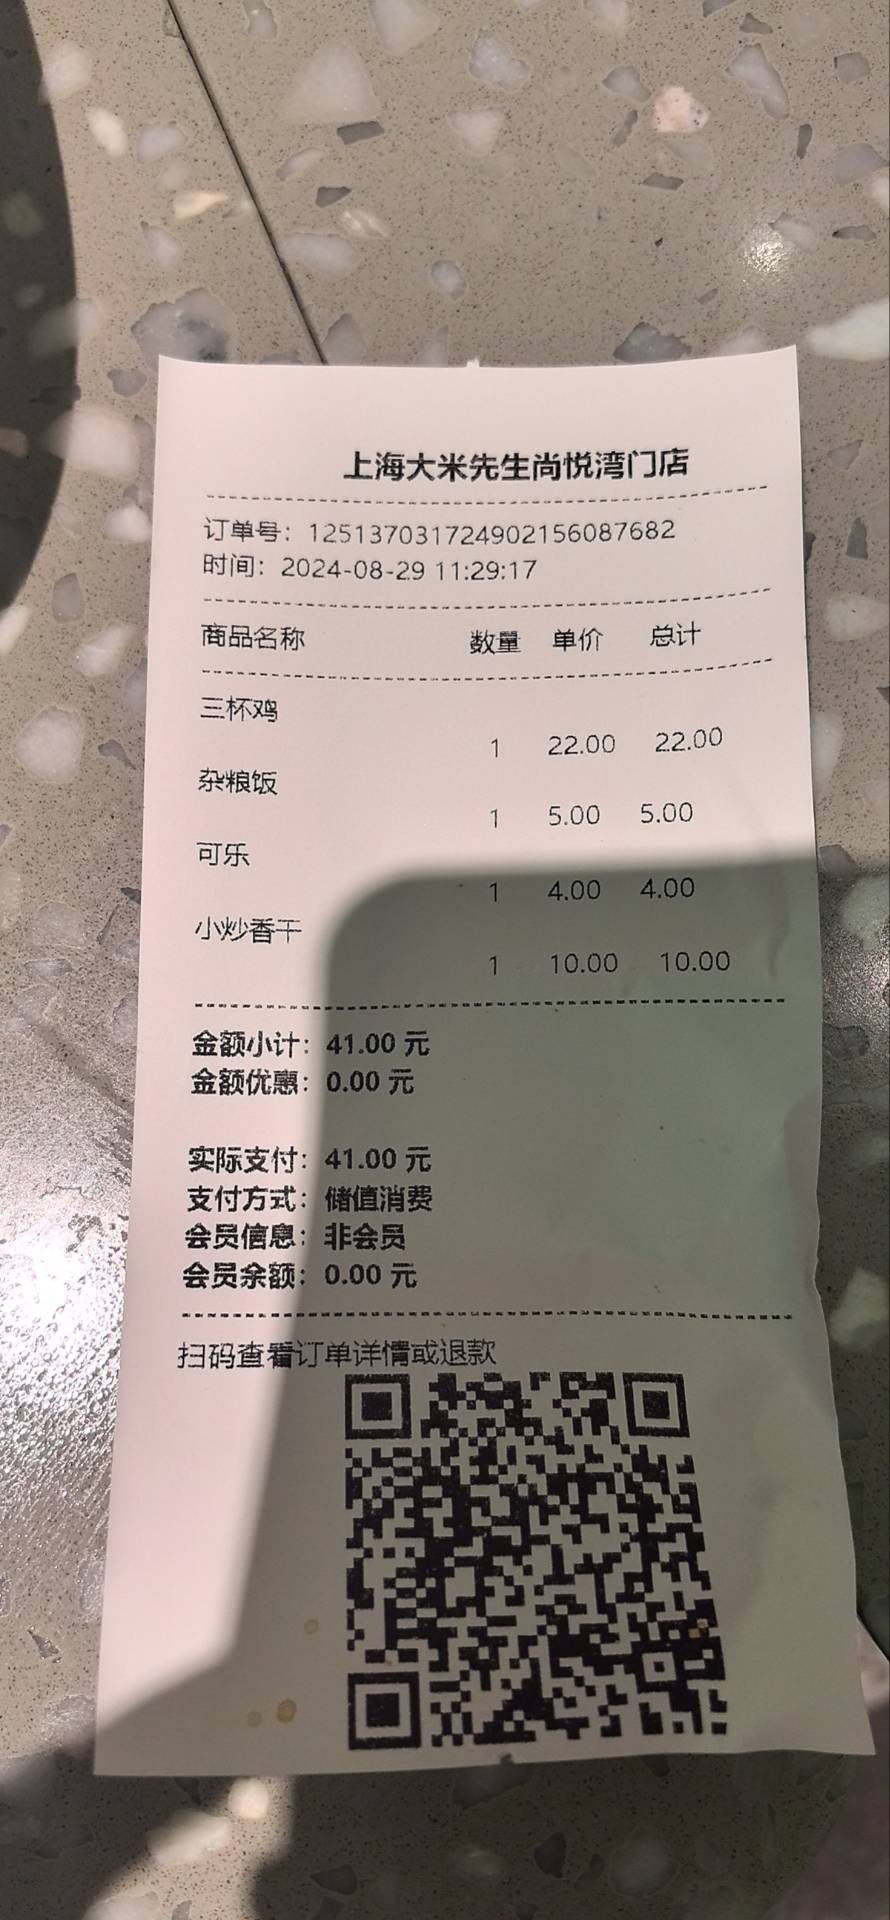 上海大米先生尚悦湾门店
订单号：125137031724902156087682
时间：2024-08-29 11:29:17
商品名称 数量 单价 总计
三杯鸡
1 22.00 22.00
杂粮饭
1 5.00 5.00
可乐
1 4.00 4.00
小炒香干
1 10.00 10.00
金额小计：41.00 元
金额优惠：0.00 元
实际支付：41.00 元
支付方式：储值消费
会员信息：非会员
会员余额：0.00 元
扫码查看订单详情或退款